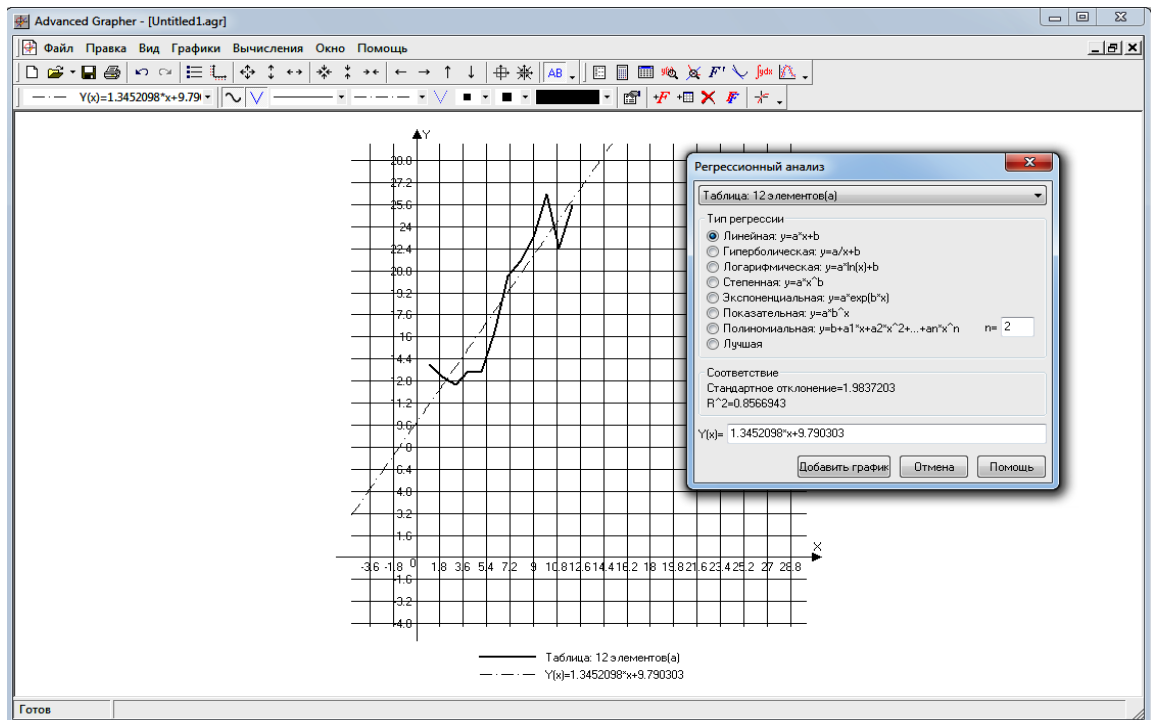 Advanced Grapher - [Untitled1.agr]
Файл Правка Вид Графики Вычисления Окно Помощь
AB
Y(x)=1.3452098*x+9.79
Y
28.8
27.2
25.6
24
22.4
20.8
19.2
17.6
16
14.4
12.8
11.2
9.6
8
6.4
4.8
3.2
1.6
-3.6 -1.8 0 1.8 3.6 5.4 7.2 9 10.8 12.6 14.4 16.2 18 19.8 21.6 23.4 25.2 27 28.8
X
-1.6
-3.2
-4.8
Таблица: 12 элементов(а)
Y(x)=1.3452098*x+9.790303
Регрессионный анализ
Таблица: 12 элементов(а)
Тип регрессии
Линейная: y=a*x+b
Гиперболическая: y=a/x+b
Логарифмическая: y=a*ln(x)+b
Степенная: y=a*x^b
Экспоненциальная: y=a*exp(b*x)
Показательная: y=a*b^x
Полиномиальная: y=b+a1*x+a2*x^2+...+an*x^n n= 2
Лучшая
Соответствие
Стандартное отклонение=1.9837203
R^2=0.8566943
Y(x)= 1.3452098*x+9.790303
Добавить график Отмена Помощь
Готов